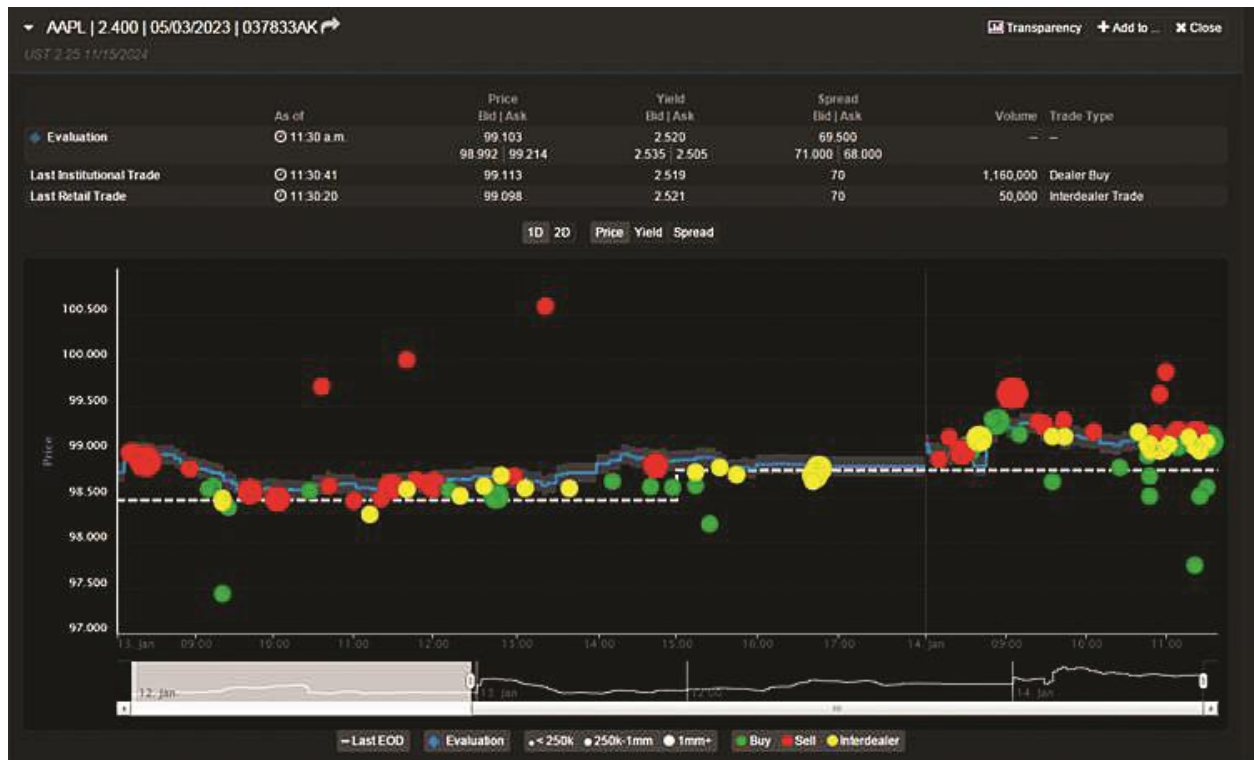 AAPL | 2.400 | 05/03/2023 | 037833AK Transparency + Add to ... ✖ Close
UST 2.25 11/15/2024
Price Yield Spread
As of Bid | Ask Bid | Ask Bid | Ask Volume Trade Type
Evaluation 11:30 a.m. 99.103 2.520 69.500 – –
98.992 | 99.214 2.535 | 2.505 71.000 | 68.000
Last Institutional Trade 11:30:41 99.113 2.519 70 1,160,000 Dealer Buy
Last Retail Trade 11:30:20 99.098 2.521 70 50,000 Interdealer Trade
1D 2D Price Yield Spread
100.500
100.000
99.500
99.000
98.500
98.000
97.500
97.000
Price
13. Jan 09:00 10:00 11:00 12:00 13:00 14:00 15:00 16:00 17:00 14. Jan 09:00 10:00 11:00
12. Jan 13. Jan 12:00 14. Jan
Last EOD Evaluation < 250k 250k-1mm 1mm+ Buy Sell Interdealer